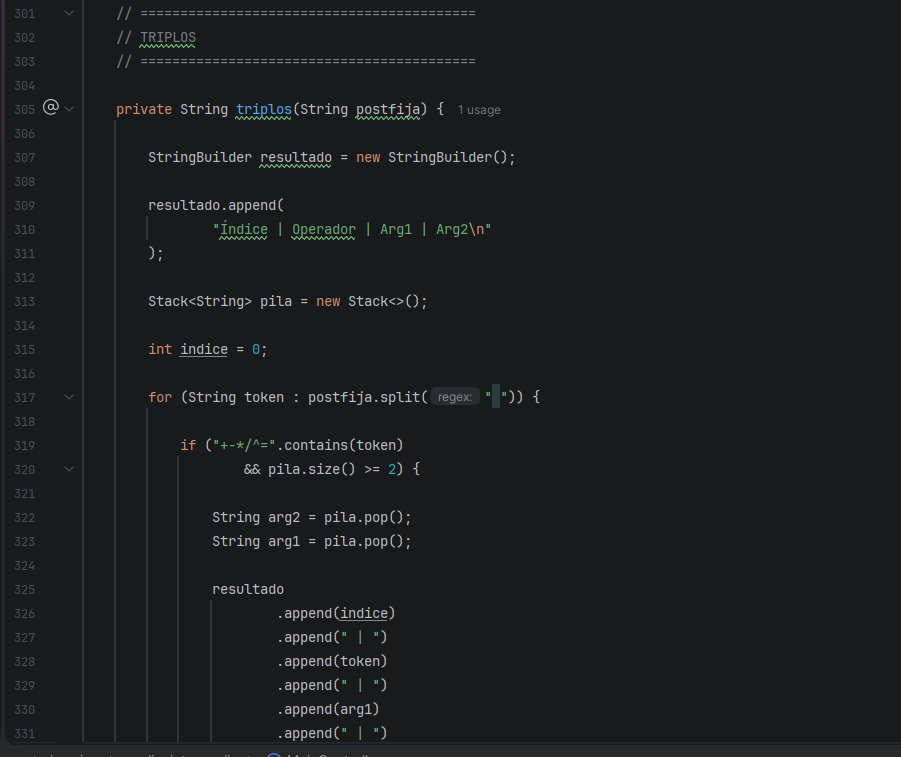 301 // ==========================================
302 // TRIPLOS
303 // ==========================================
304
305 @ private String triplos(String postfija) { 1 usage
306
307 StringBuilder resultado = new StringBuilder();
308
309 resultado.append(
310 "Índice | Operador | Arg1 | Arg2\n"
311 );
312
313 Stack<String> pila = new Stack<>();
314
315 int indice = 0;
316
317 for (String token : postfija.split( regex: " ")) {
318
319 if ("+-*/^=".contains(token)
320 && pila.size() >= 2) {
321
322 String arg2 = pila.pop();
323 String arg1 = pila.pop();
324
325 resultado
326 .append(indice)
327 .append(" | ")
328 .append(token)
329 .append(" | ")
330 .append(arg1)
331 .append(" | ")